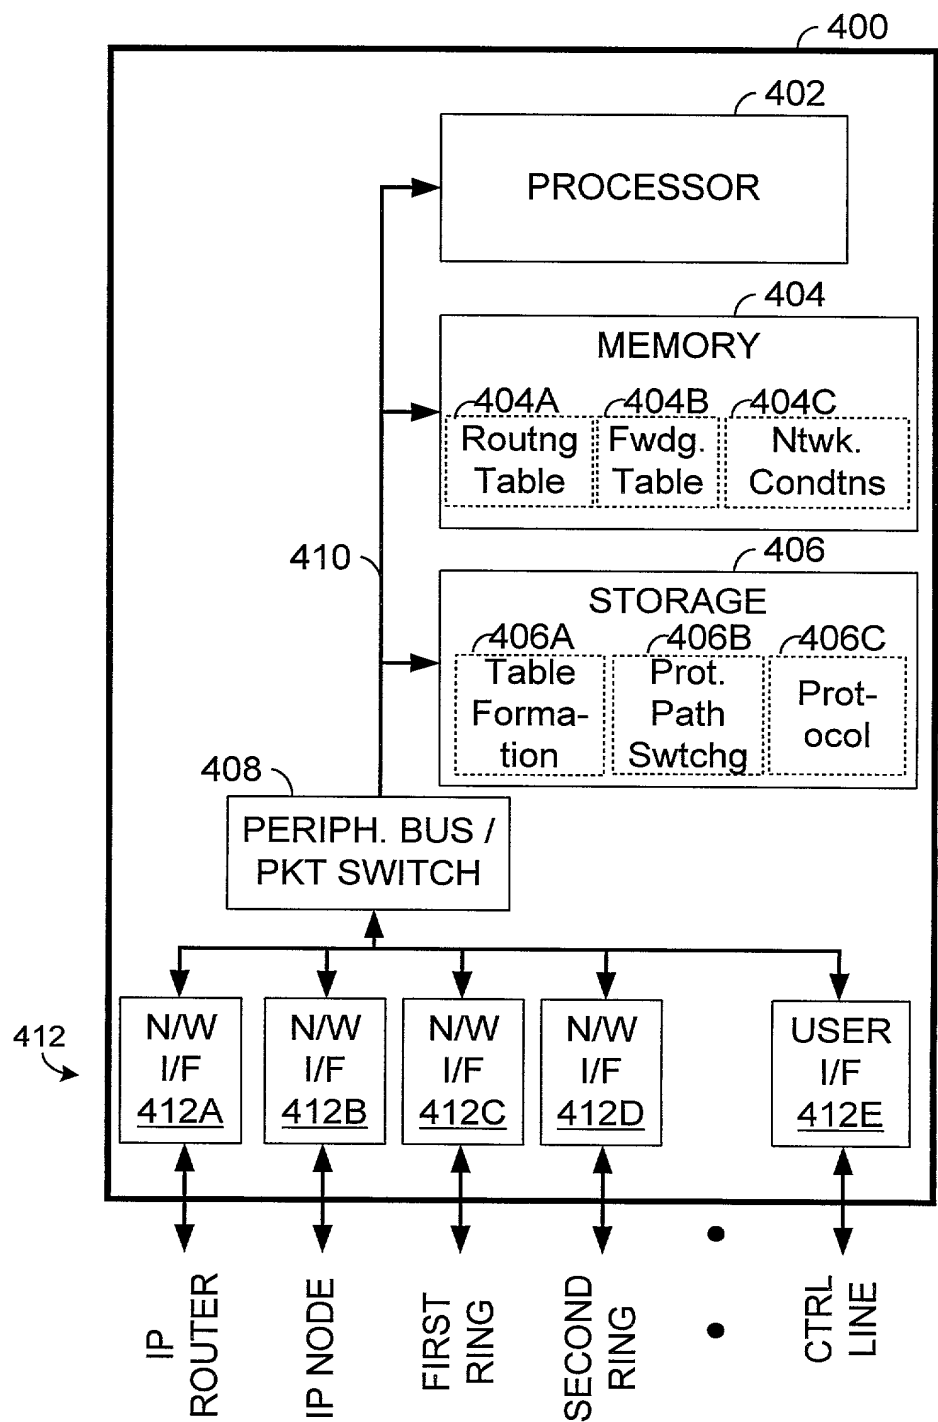 400
402
PROCESSOR
404
MEMORY
404A 404B 404C
Routng Table
Fwdg. Table
Ntwk. Condtns
410
406
STORAGE
406A 406B 406C
Table
Forma-
tion
Prot.
Path
Swtchg
Prot-
ocol
408
PERIPH. BUS /
PKT SWITCH
412
N/W
I/F
412A
N/W
I/F
412B
N/W
I/F
412C
N/W
I/F
412D
USER
I/F
412E
IP
ROUTER
IP NODE
FIRST
RING
SECOND
RING
CTRL
LINE